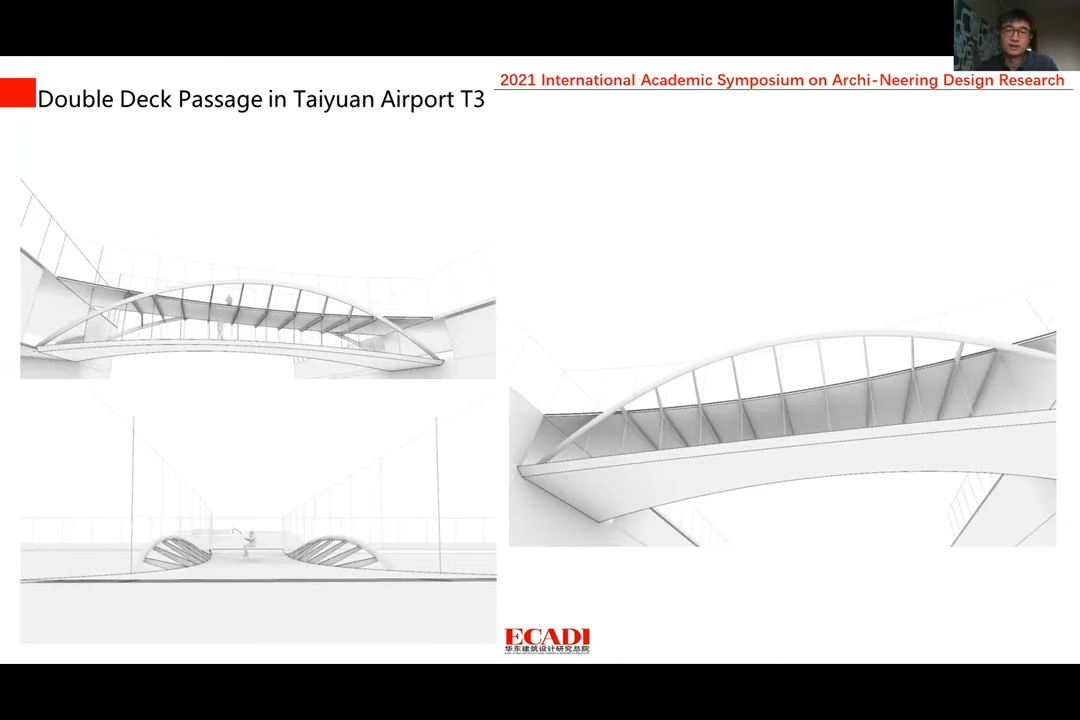 2021 International Academic Symposium on Archi-Neering Design Research
Double Deck Passage in Taiyuan Airport T3
ECADI
华东建筑设计研究总院